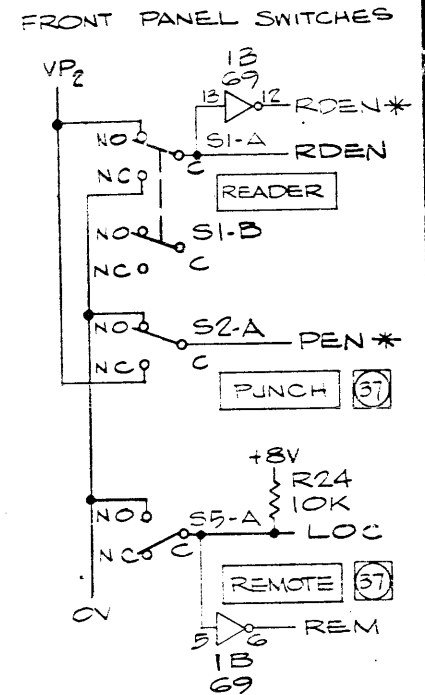 FRONT PANEL SWITCHES
VP2
1B
69
13
12
RDEN*
NO
S1-A
C
RDEN
NC
READER
NO
S1-B
C
NC
NO
S2-A
PEN*
NC
C
PUNCH
37
+8V
R24
10K
NO
S5-A
LOC
NC
C
REMOTE
37
0V
5
6
REM
1B
69